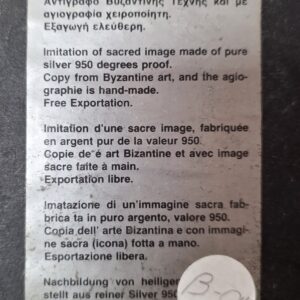 Αντίγραφο Βυζαντινής Τέχνης και με
αγιογραφία χειροποίητη.
Εξαγωγή ελεύθερη.
Imitation of sacred image made of pure
silver 950 degrees proof.
Copy from Byzantine art, and the agio-
graphie is hand-made.
Free Exportation.
Imitation d'une sacre image, fabriquée
en argent pur de la valeur 950.
Copie de é art Bizantine et avec image
sacre faite à main.
Exportation libre.
Imatazione di un'immagine sacra fab-
brica ta in puro argento, valore 950.
Copia dell' arte Bizantina e con immagi-
ne sacra (icona) fotta a mano.
Esportazione libera.
Nachbildung von heiliger
stellt aus reiner Silver 950